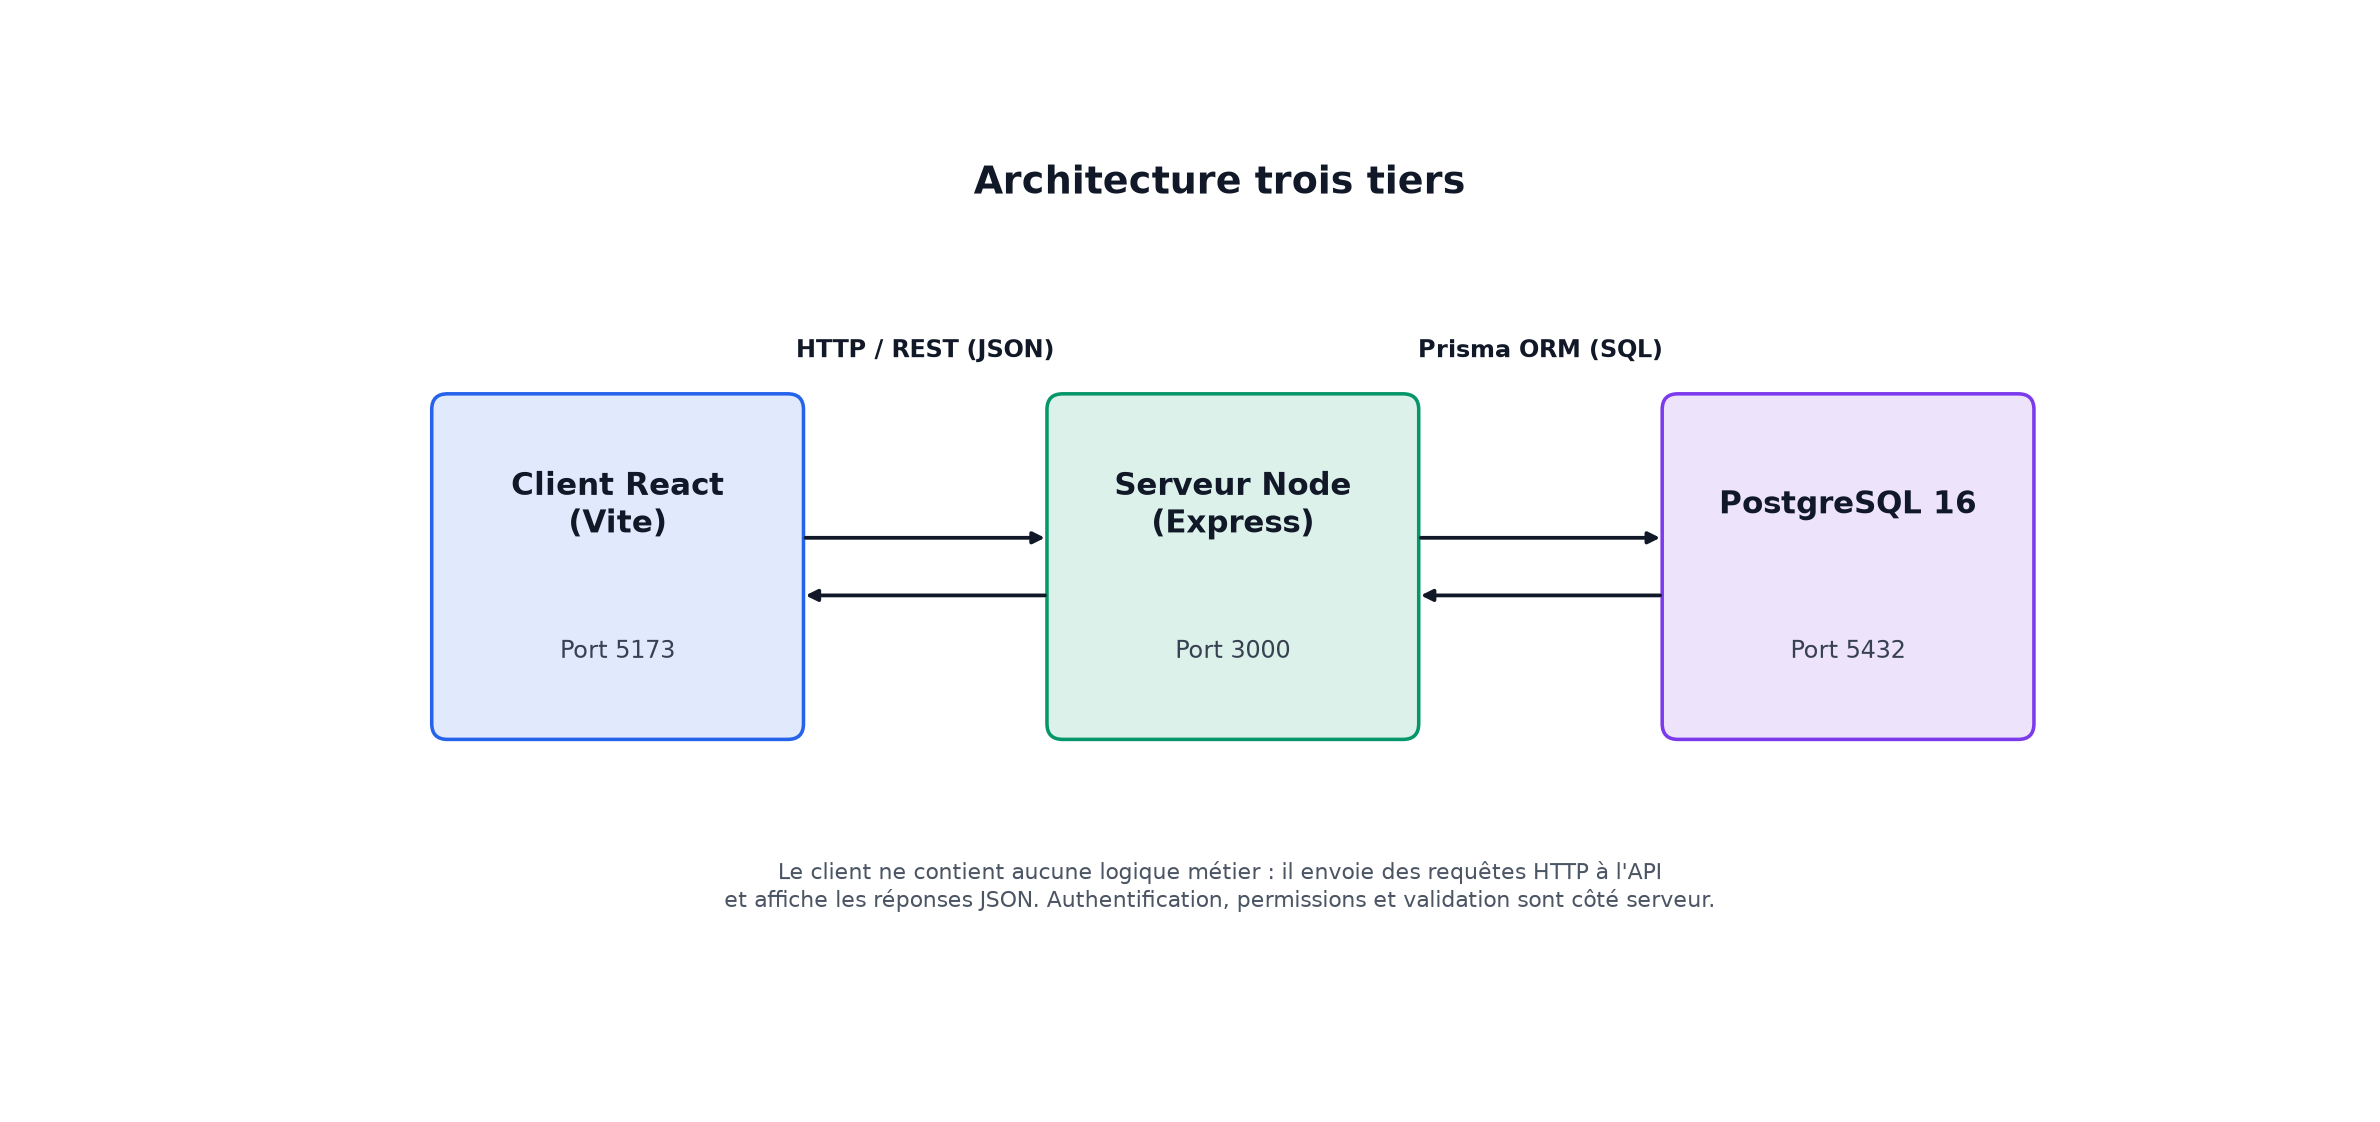 Architecture trois tiers
HTTP / REST (JSON)
Prisma ORM (SQL)
Client React
(Vite)
Port 5173
Serveur Node
(Express)
Port 3000
PostgreSQL 16
Port 5432
Le client ne contient aucune logique métier : il envoie des requêtes HTTP à l'API
et affiche les réponses JSON. Authentification, permissions et validation sont côté serveur.